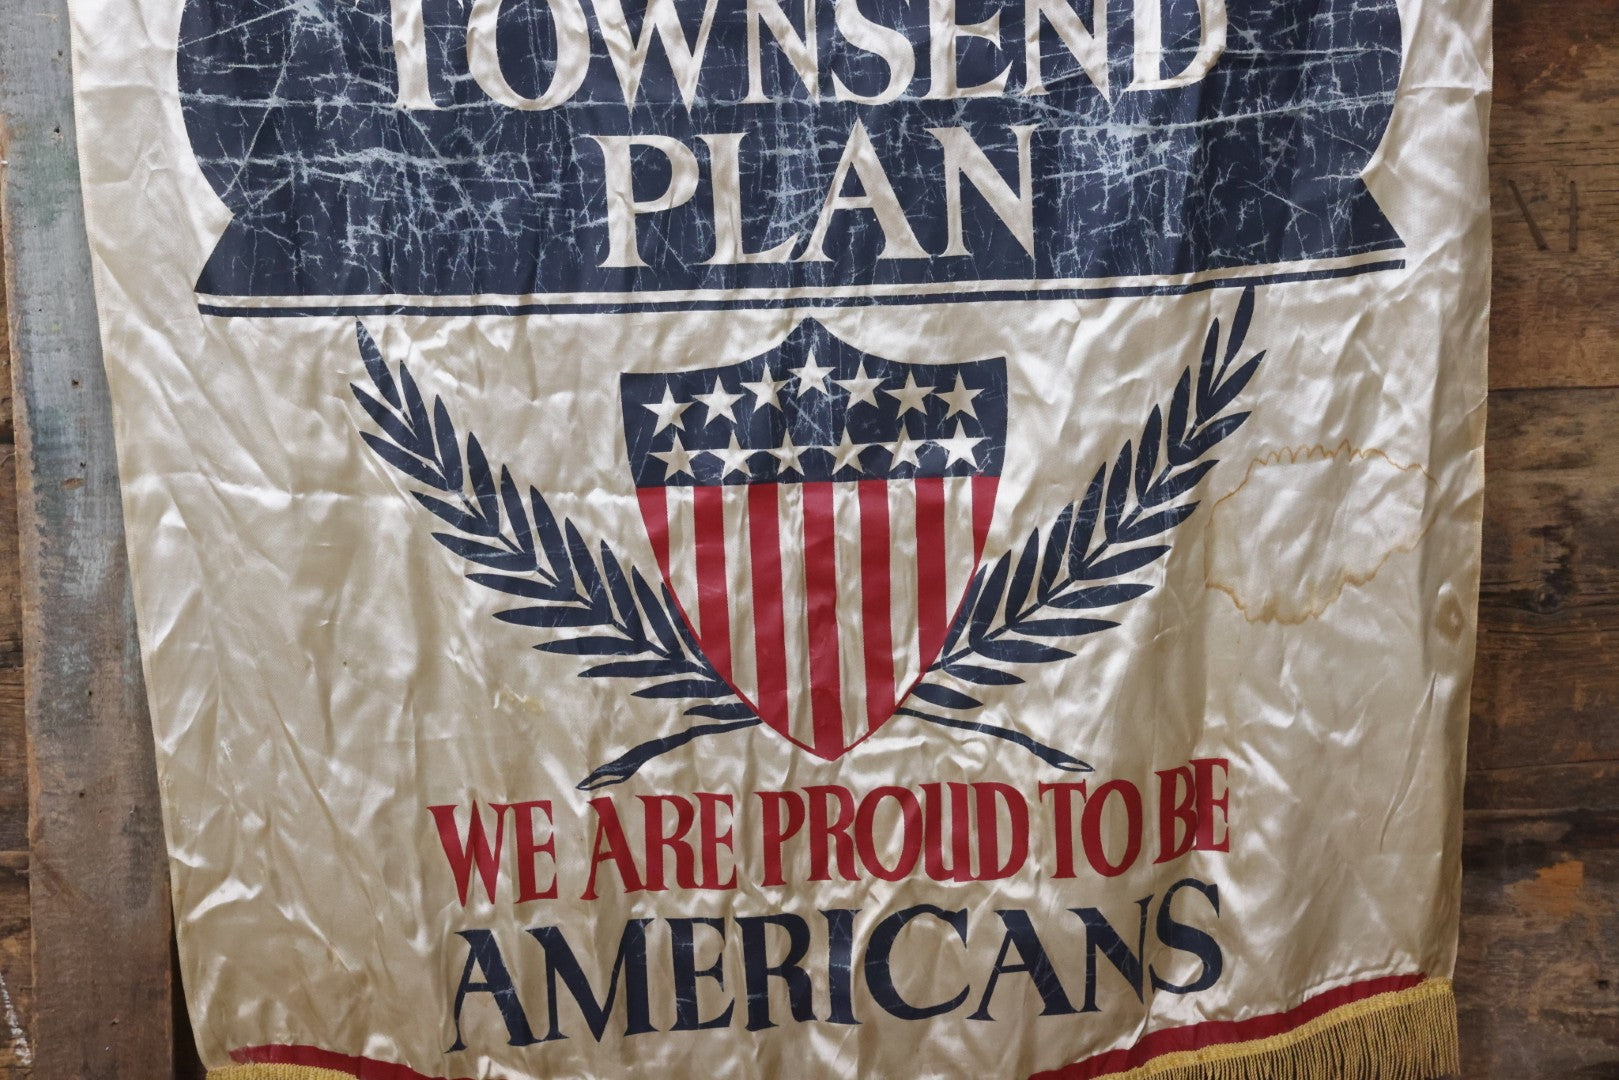 TOWNSEND
PLAN
WE ARE PROUD TO BE
AMERICANS